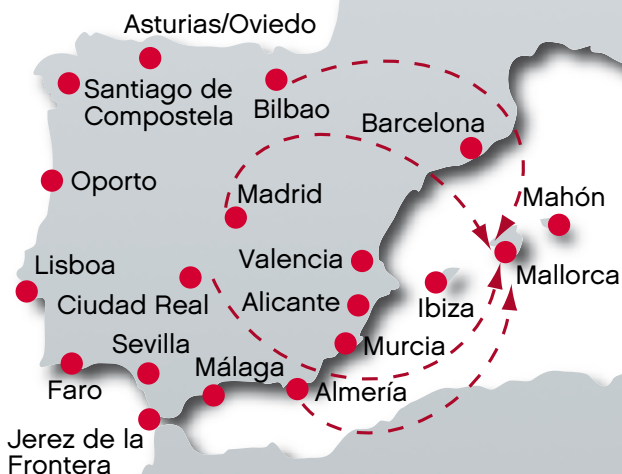 Asturias/Oviedo
Santiago de
Compostela
Bilbao
Barcelona
Oporto
Madrid
Mahón
Lisboa
Valencia
Mallorca
Ciudad Real
Alicante
Ibiza
Sevilla
Murcia
Málaga
Faro
Almería
Jerez de la
Frontera